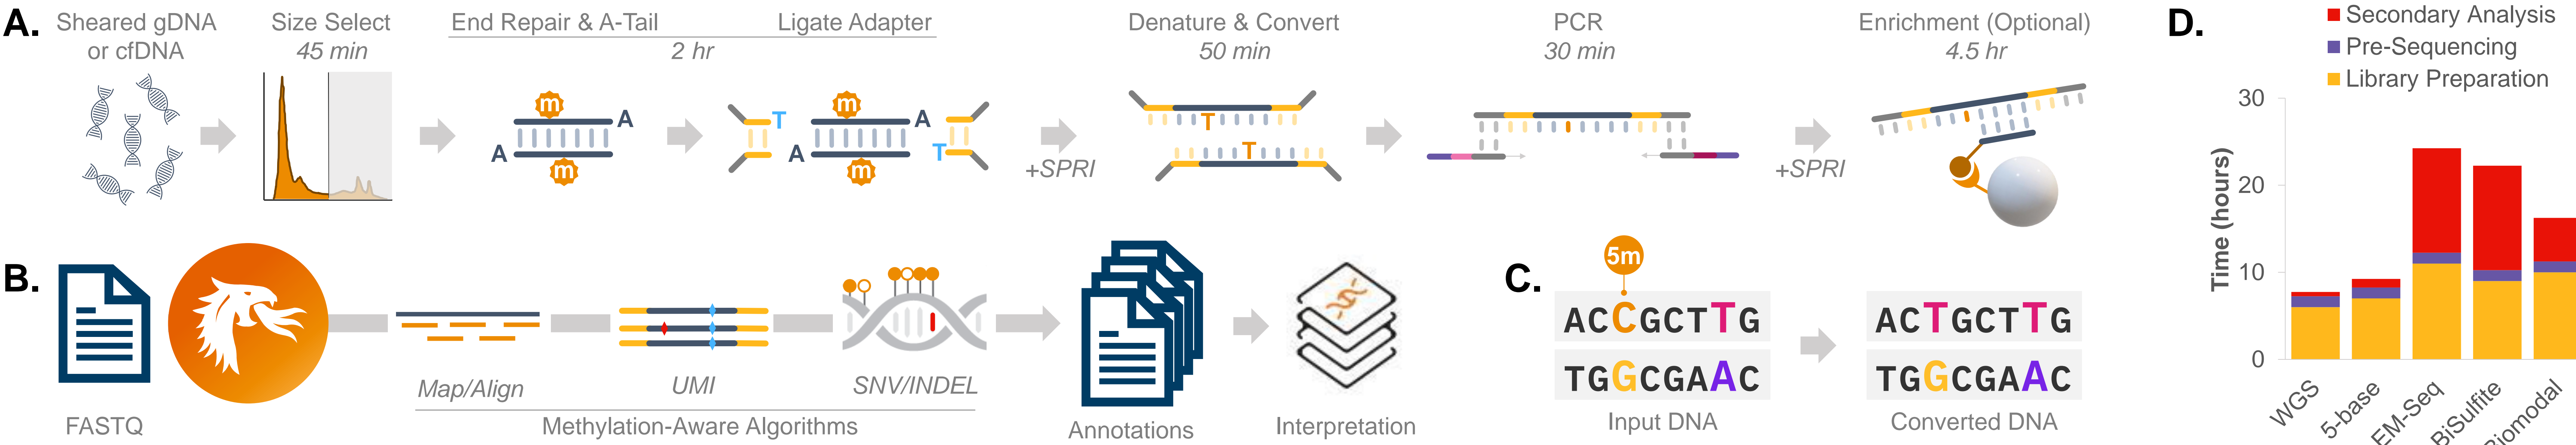 A.
Sheared gDNA
or cfDNA
Size Select
45 min
End Repair & A-Tail
Ligate Adapter
2 hr
Denature & Convert
50 min
PCR
30 min
Enrichment (Optional)
4.5 hr
m
A
A
m
T
m
A
A
m
T
+SPRI
T
T
+SPRI
B.
FASTQ
Map/Align
UMI
SNV/INDEL
Methylation-Aware Algorithms
Annotations
Interpretation
C.
5m
ACCGCTTG
TGGCGAAC
Input DNA
ACTGCTTG
TGGCGAAC
Converted DNA
D.
Secondary Analysis
Pre-Sequencing
Library Preparation
Time (hours)
30
20
10
0
WGS
5-base
EM-Seq
BiSulfite
Biomodal